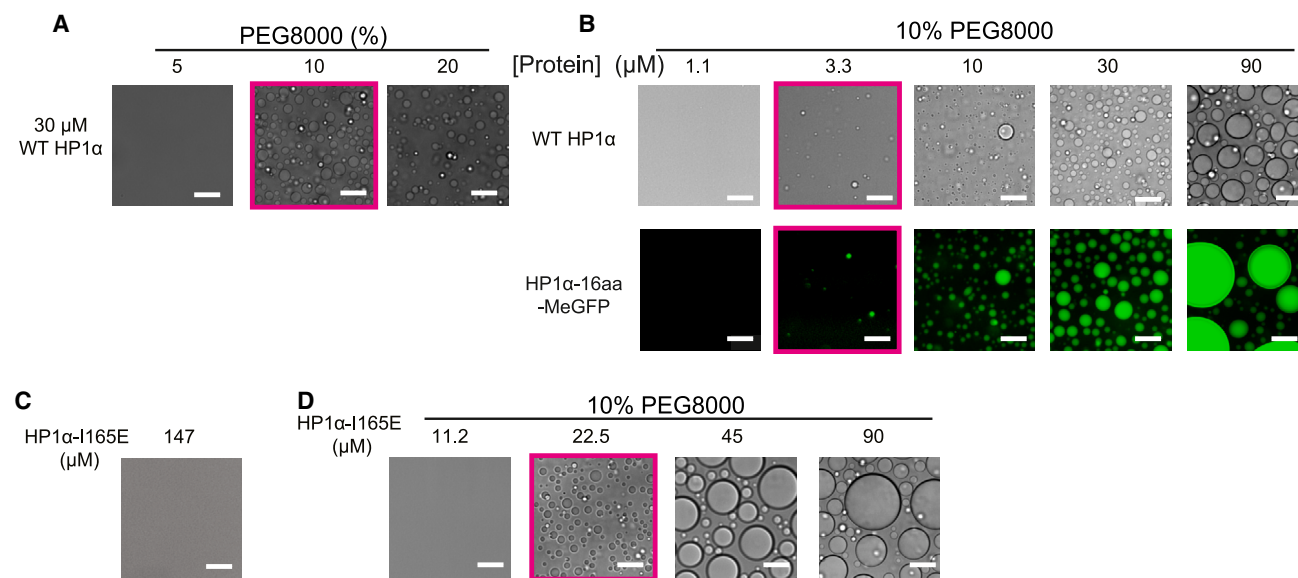 A
PEG8000 (%)
5 10 20
30 µM
WT HP1α
B
10% PEG8000
[Protein] (µM) 1.1 3.3 10 30 90
WT HP1α
HP1α-16aa
-MeGFP
C
HP1α-I165E
(µM)
147
D
10% PEG8000
HP1α-I165E
(µM)
11.2 22.5 45 90